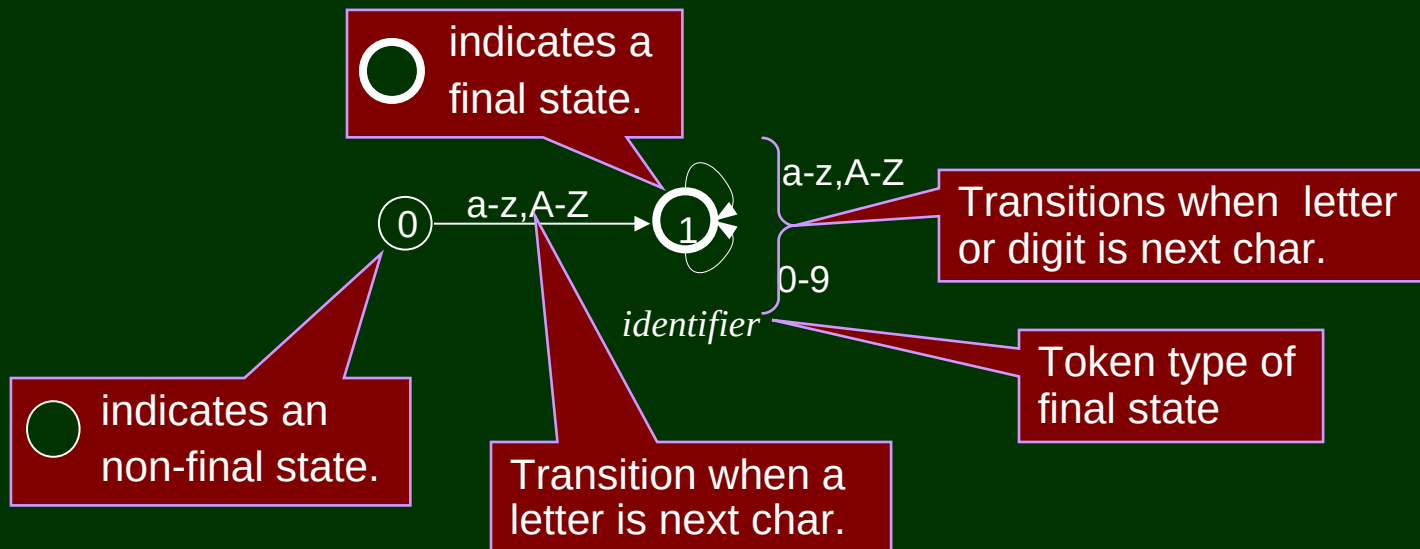 indicates a
final state.
a-z,A-Z
Transitions when letter
or digit is next char.
0
a-z,A-Z
1
0-9
identifier
Token type of
final state
indicates an
non-final state.
Transition when a
letter is next char.